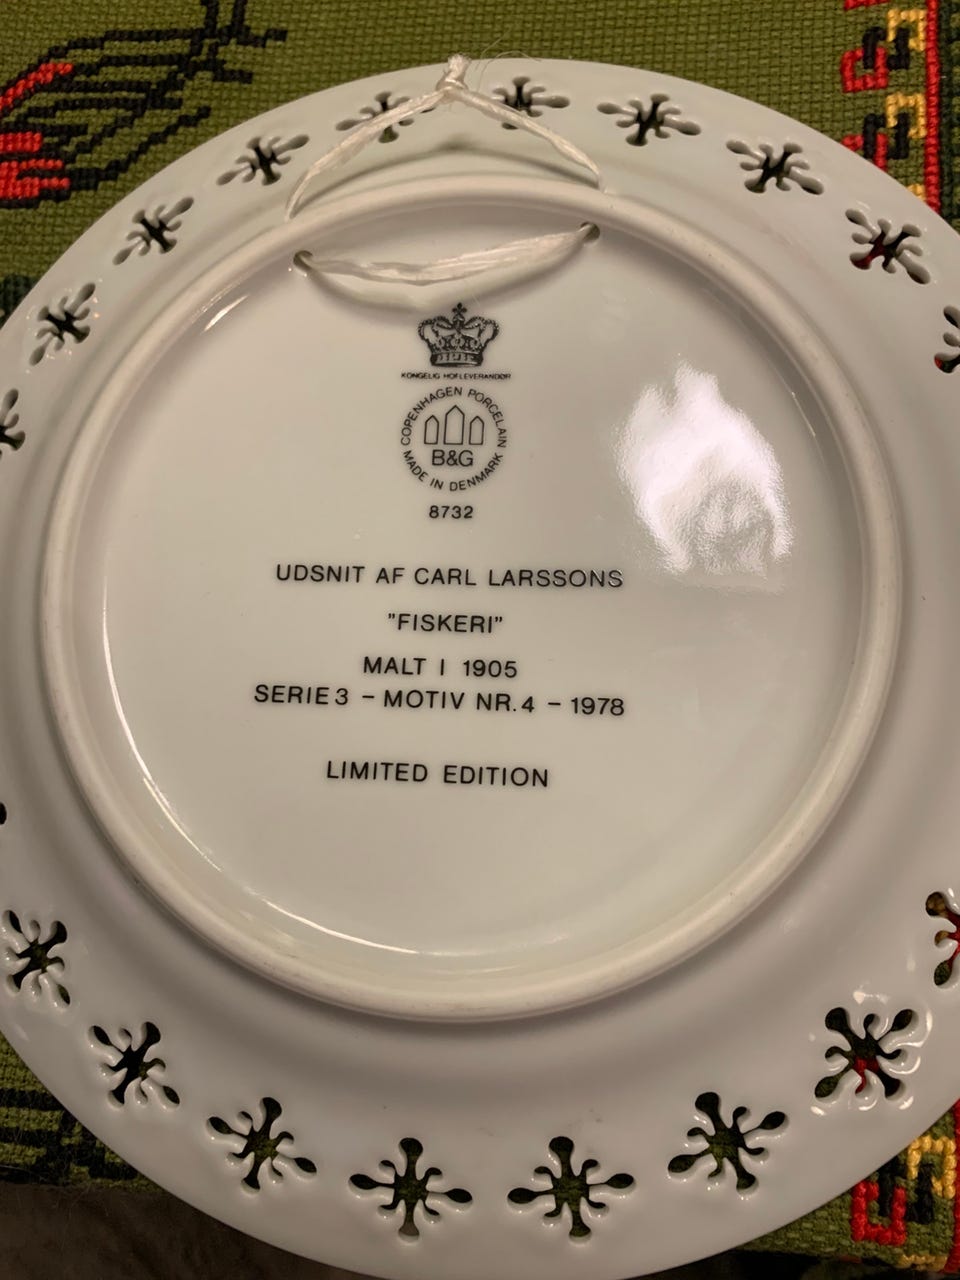 KONGELIG HOFLEVERANDØR
COPENHAGEN PORCELAIN
B&G
MADE IN DENMARK
8732
UDSNIT AF CARL LARSSONS
"FISKERI"
MALT I 1905
SERIE 3 - MOTIV NR. 4 - 1978
LIMITED EDITION